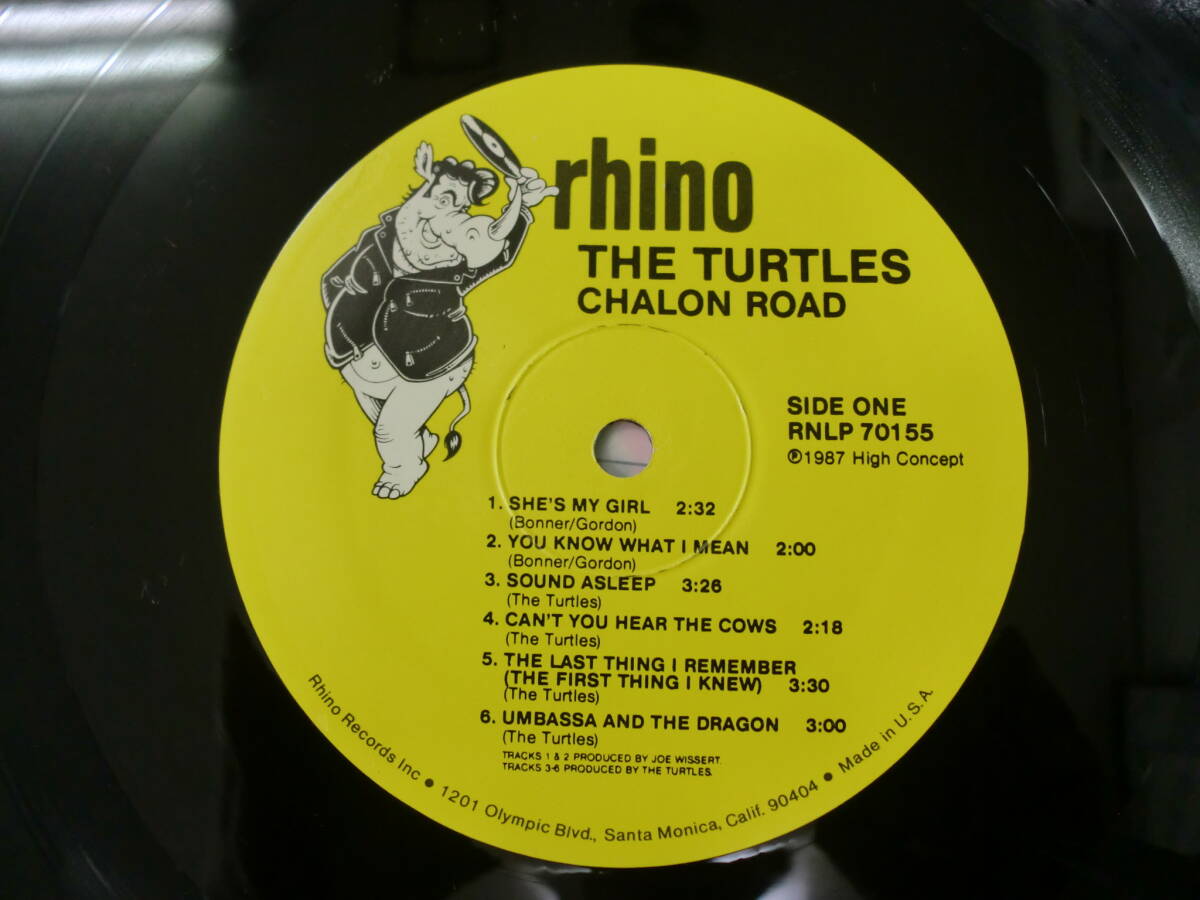 rhino
THE TURTLES
CHALON ROAD
SIDE ONE
RNLP 70155
℗1987 High Concept
1. SHE'S MY GIRL 2:32
(Bonner/Gordon)
2. YOU KNOW WHAT I MEAN 2:00
(Bonner/Gordon)
3. SOUND ASLEEP 3:26
(The Turtles)
4. CAN'T YOU HEAR THE COWS 2:18
(The Turtles)
5. THE LAST THING I REMEMBER
(THE FIRST THING I KNEW) 3:30
(The Turtles)
6. UMBASSA AND THE DRAGON 3:00
(The Turtles)
TRACKS 1 & 2 PRODUCED BY JOE WISSERT.
TRACKS 3-6 PRODUCED BY THE TURTLES.
Rhino Records Inc • 1201 Olympic Blvd., Santa Monica, Calif. 90404 • Made in U.S.A.